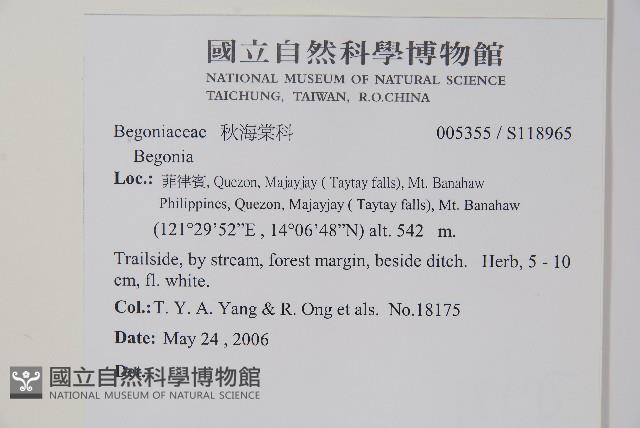 國立自然科學博物館
NATIONAL MUSEUM OF NATURAL SCIENCE
TAICHUNG, TAIWAN, R.O.CHINA
Begoniaceae 秋海棠科 005355 / S118965
Begonia
Loc.: 菲律賓, Quezon, Majayjay ( Taytay falls), Mt. Banahaw
Philippines, Quezon, Majayjay ( Taytay falls), Mt. Banahaw
(121°29'52”E , 14°06'48”N) alt. 542 m.
Trailside, by stream, forest margin, beside ditch. Herb, 5 - 10
cm, fl. white.
Col.: T. Y. A. Yang & R. Ong et als. No.18175
Date: May 24 , 2006
Det.
國立自然科學博物館
NATIONAL MUSEUM OF NATURAL SCIENCE